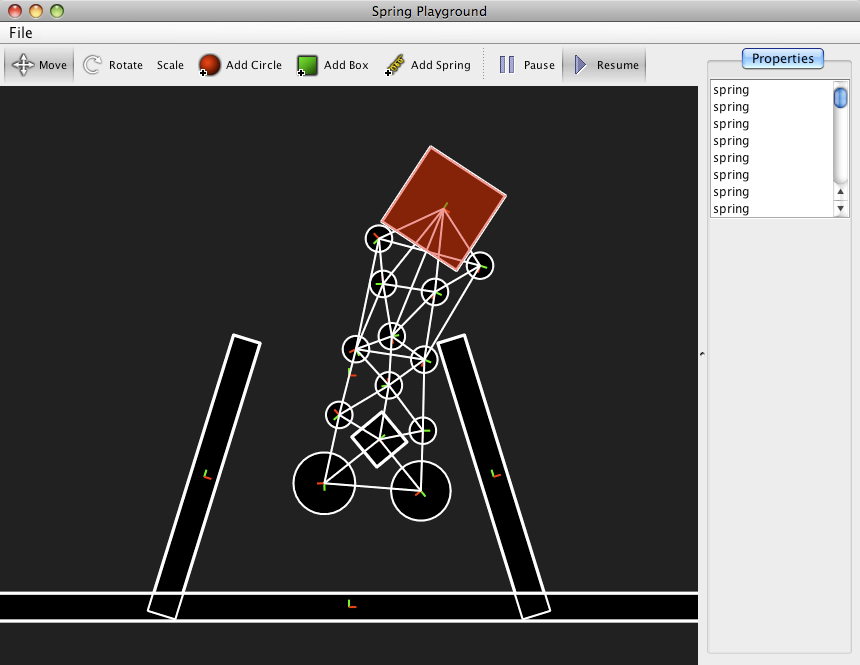 Spring Playground
File
Move Rotate Scale Add Circle Add Box Add Spring Pause Resume
Properties
spring
spring
spring
spring
spring
spring
spring
spring